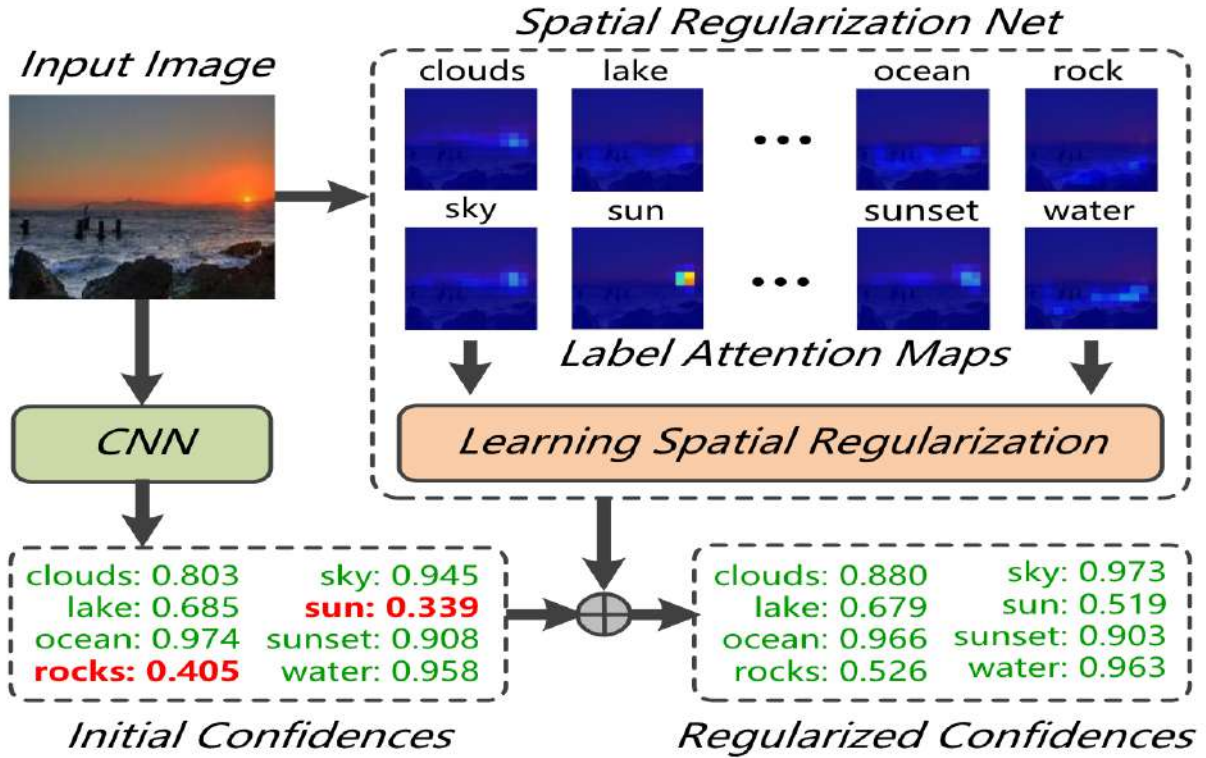 Spatial Regularization Net
Input Image
clouds lake ... ocean rock
sky sun ... sunset water
Label Attention Maps
CNN
Learning Spatial Regularization
clouds: 0.803 sky: 0.945
lake: 0.685 sun: 0.339
ocean: 0.974 sunset: 0.908
rocks: 0.405 water: 0.958
clouds: 0.880 sky: 0.973
lake: 0.679 sun: 0.519
ocean: 0.966 sunset: 0.903
rocks: 0.526 water: 0.963
Initial Confidences
Regularized Confidences